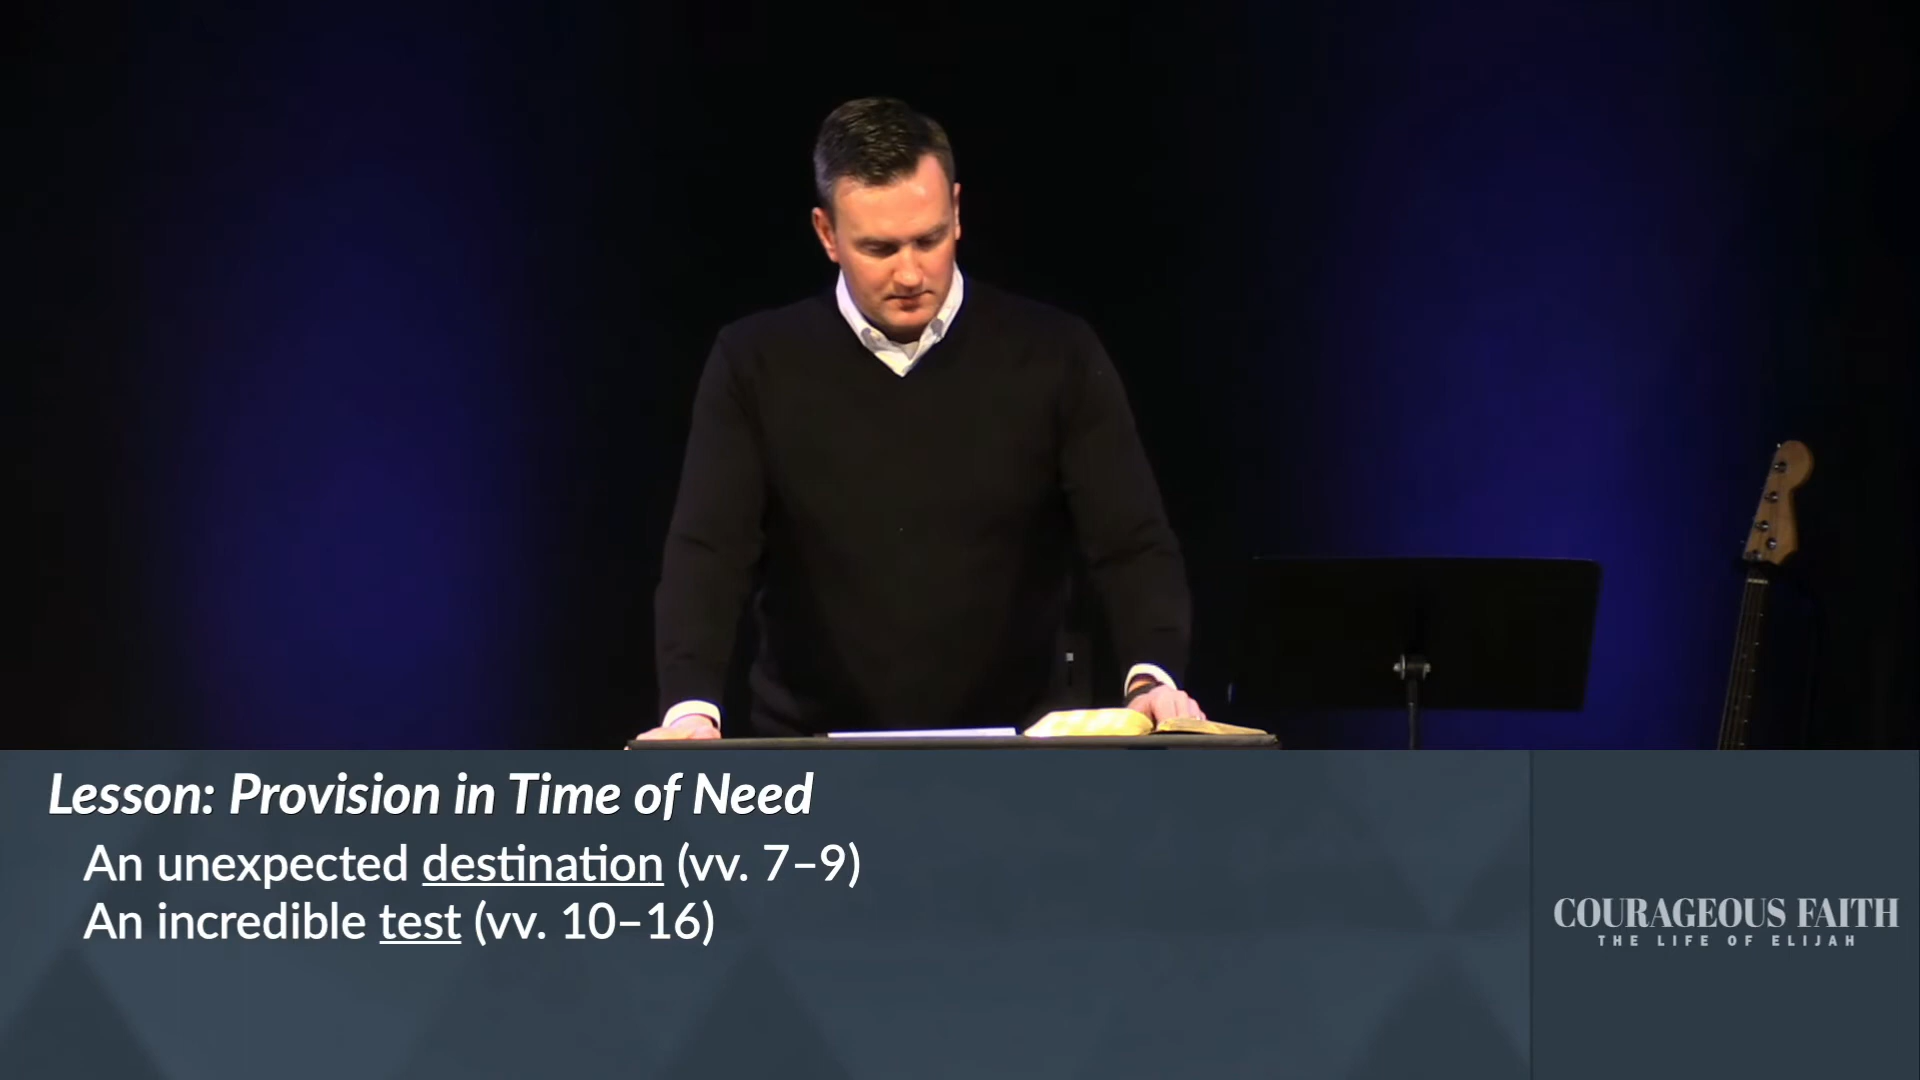 Lesson: Provision in Time of Need
An unexpected destination (vv. 7–9)
An incredible test (vv. 10–16)
COURAGEOUS FAITH
THE LIFE OF ELIJAH